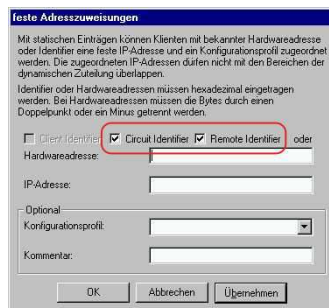 feste Adresszuweisungen
Mit statischen Einträgen können Klienten mit bekannter Hardwareadresse
oder Identifier eine feste IP-Adresse und ein Konfigurationsprofil zugeordnet
werden. Die zugeordneten IP-Adressen dürfen nicht mit den Bereichen der
dynamischen Zuteilung überlappen.
Identifier oder Hardwareadressen müssen hexadezimal eingetragen
werden. Bei Hardwareadressen müssen die Bytes durch einen
Doppelpunkt oder ein Minus getrennt werden.
Client Identifier Circuit Identifier Remote Identifier oder
Hardwareadresse:
IP-Adresse:
Optional
Konfigurationsprofil:
Kommentar:
OK Abbrechen Übernehmen